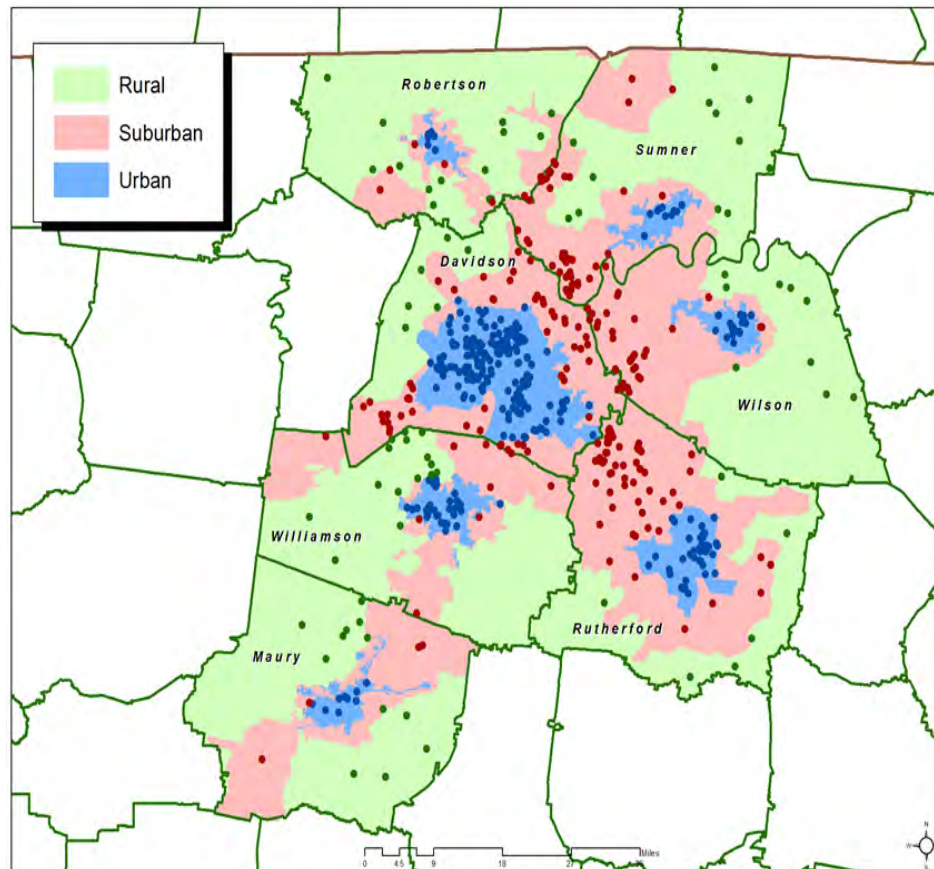 Rural
Suburban
Urban
Robertson
Sumner
Davidson
Wilson
Williamson
Rutherford
Maury
Miles
0 4.5 9 18 27
N
W